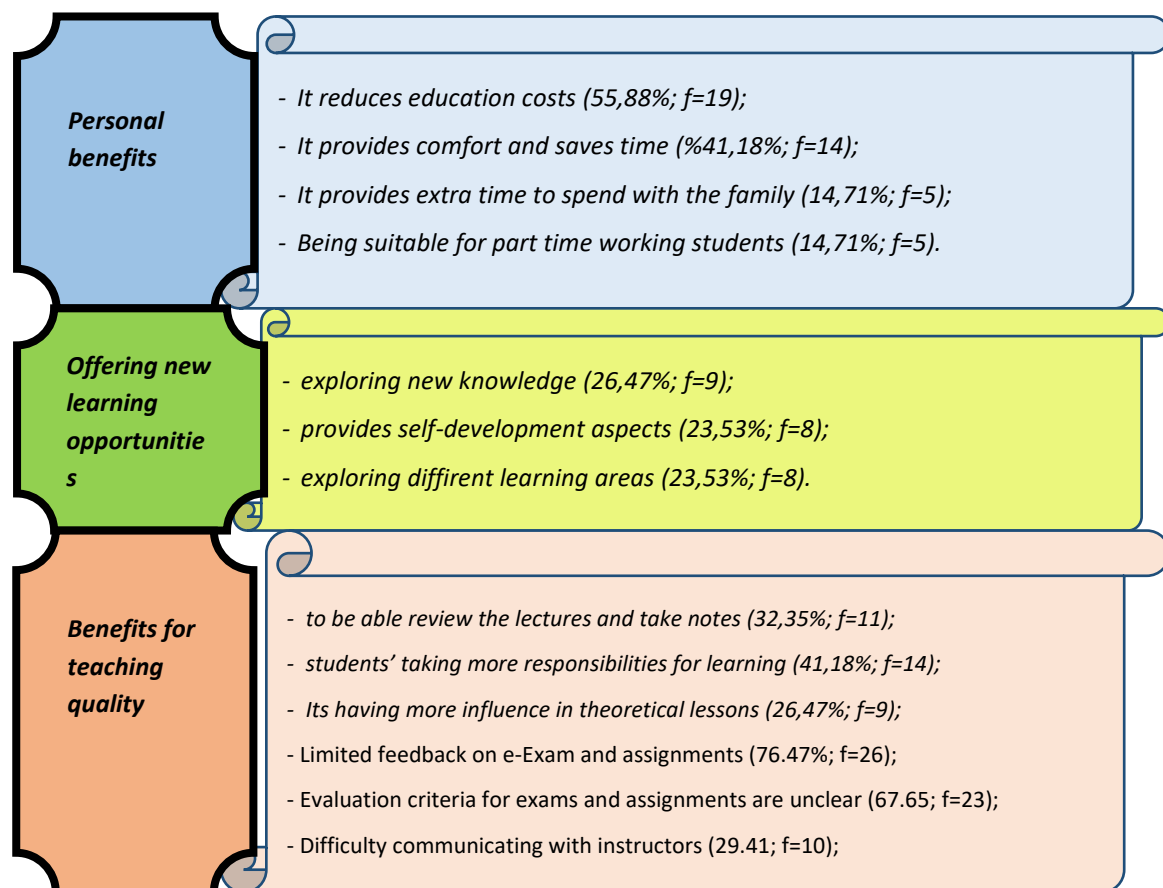 Personal
benefits
- It reduces education costs (55,88%; f=19);
- It provides comfort and saves time (%41,18%; f=14);
- It provides extra time to spend with the family (14,71%; f=5);
- Being suitable for part time working students (14,71%; f=5).
Offering new
learning
opportunitie
s
- exploring new knowledge (26,47%; f=9);
- provides self-development aspects (23,53%; f=8);
- exploring diffirent learning areas (23,53%; f=8).
Benefits for
teaching
quality
- to be able review the lectures and take notes (32,35%; f=11);
- students’ taking more responsibilities for learning (41,18%; f=14);
- Its having more influence in theoretical lessons (26,47%; f=9);
- Limited feedback on e-Exam and assignments (76.47%; f=26);
- Evaluation criteria for exams and assignments are unclear (67.65; f=23);
- Difficulty communicating with instructors (29.41; f=10);